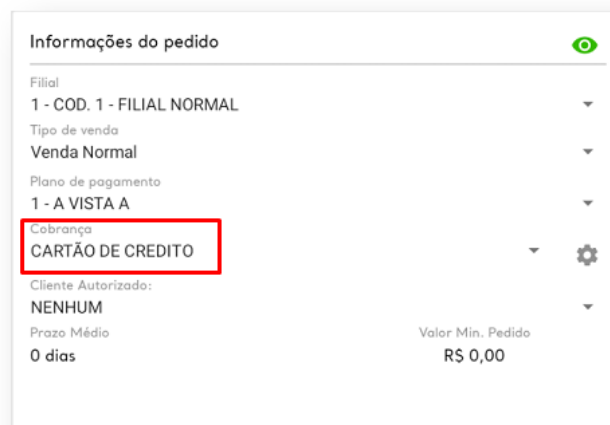 Informações do pedido
Filial
1 - COD. 1 - FILIAL NORMAL
Tipo de venda
Venda Normal
Plano de pagamento
1 - A VISTA A
Cobrança
CARTÃO DE CREDITO
Cliente Autorizado:
NENHUM
Prazo Médio Valor Min. Pedido
0 dias R$ 0,00